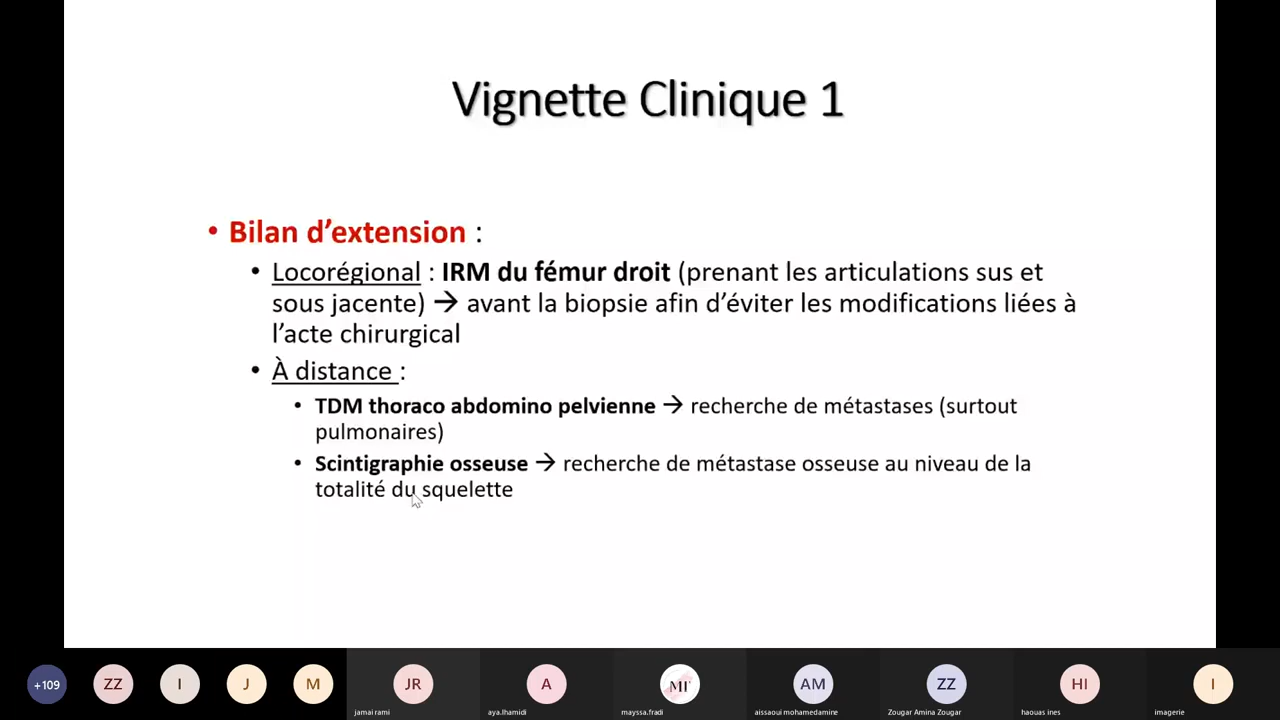 Vignette Clinique 1
• Bilan d’extension :
• Locorégional : IRM du fémur droit (prenant les articulations sus et
sous jacente) → avant la biopsie afin d’éviter les modifications liées à
l’acte chirurgical
• À distance :
• TDM thoraco abdomino pelvienne → recherche de métastases (surtout
pulmonaires)
• Scintigraphie osseuse → recherche de métastase osseuse au niveau de la
totalité du squelette
+109 ZZ I J M JR A MF AM ZZ HI I
jamai rami aya.lhamidi mayssa.fradi aissaoui mohamedamine Zougar Amina Zougar haouas ines imagerie